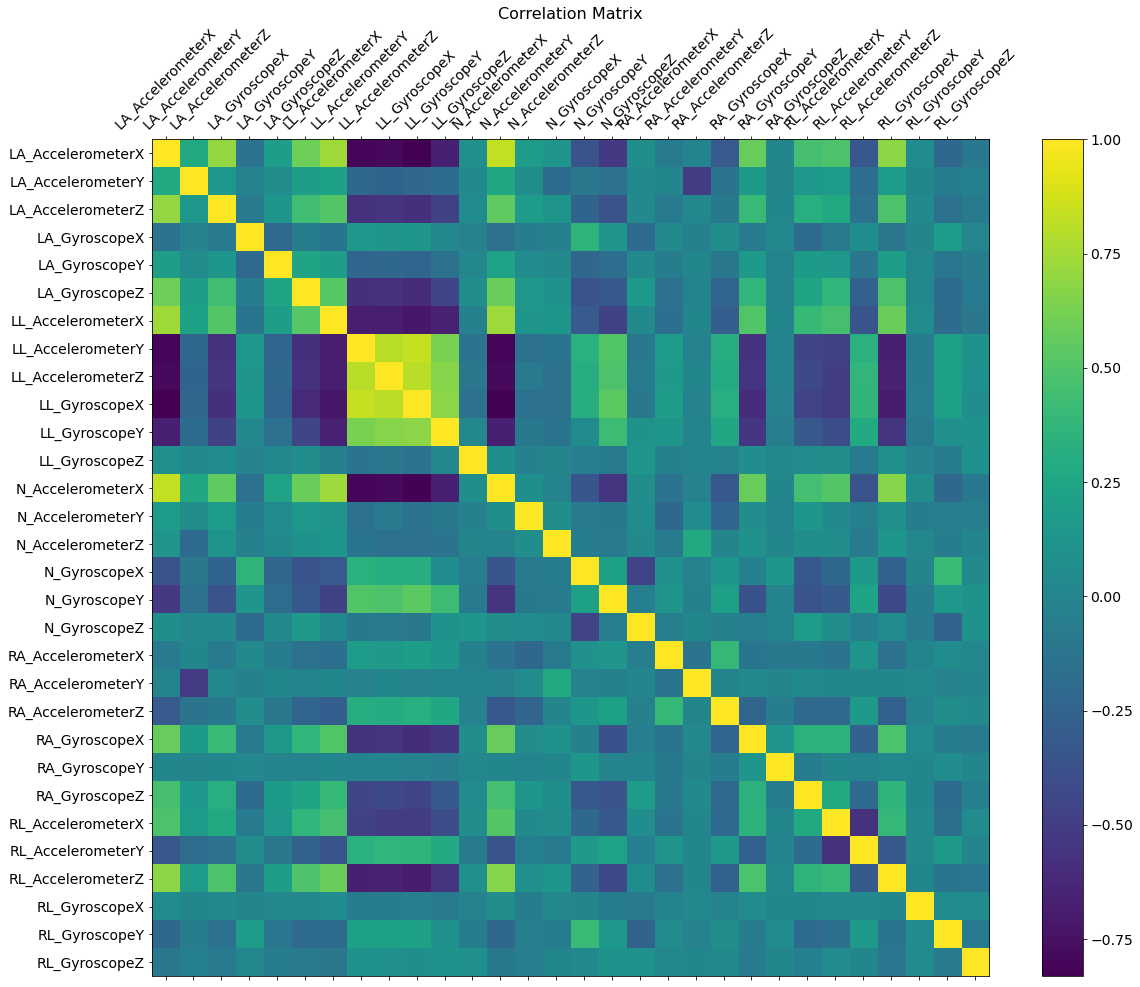 Correlation Matrix
LA_AccelerometerX
LA_AccelerometerY
LA_AccelerometerZ
LA_GyroscopeX
LA_GyroscopeY
LA_GyroscopeZ
LL_AccelerometerX
LL_AccelerometerY
LL_AccelerometerZ
LL_GyroscopeX
LL_GyroscopeY
LL_GyroscopeZ
N_AccelerometerX
N_AccelerometerY
N_AccelerometerZ
N_GyroscopeX
N_GyroscopeY
N_GyroscopeZ
RA_AccelerometerX
RA_AccelerometerY
RA_AccelerometerZ
RA_GyroscopeX
RA_GyroscopeY
RA_GyroscopeZ
RL_AccelerometerX
RL_AccelerometerY
RL_AccelerometerZ
RL_GyroscopeX
RL_GyroscopeY
RL_GyroscopeZ
LA_AccelerometerX
LA_AccelerometerY
LA_AccelerometerZ
LA_GyroscopeX
LA_GyroscopeY
LA_GyroscopeZ
LL_AccelerometerX
LL_AccelerometerY
LL_AccelerometerZ
LL_GyroscopeX
LL_GyroscopeY
LL_GyroscopeZ
N_AccelerometerX
N_AccelerometerY
N_AccelerometerZ
N_GyroscopeX
N_GyroscopeY
N_GyroscopeZ
RA_AccelerometerX
RA_AccelerometerY
RA_AccelerometerZ
RA_GyroscopeX
RA_GyroscopeY
RA_GyroscopeZ
RL_AccelerometerX
RL_AccelerometerY
RL_AccelerometerZ
RL_GyroscopeX
RL_GyroscopeY
RL_GyroscopeZ
1.00
0.75
0.50
0.25
0.00
−0.25
−0.50
−0.75